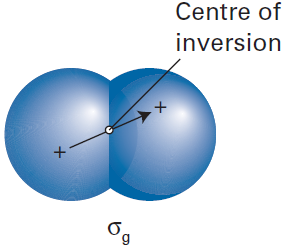 Centre of
inversion
+
+
σg